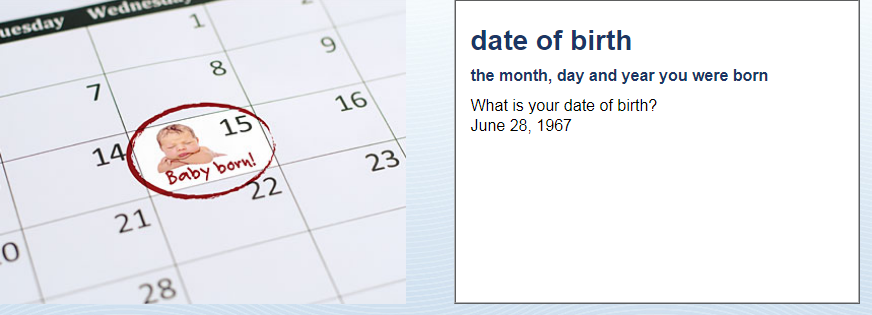 uesday Wednesday
1
7 8 9
14 15 16
Baby born!
21 22 23
0 28
date of birth
the month, day and year you were born
What is your date of birth?
June 28, 1967